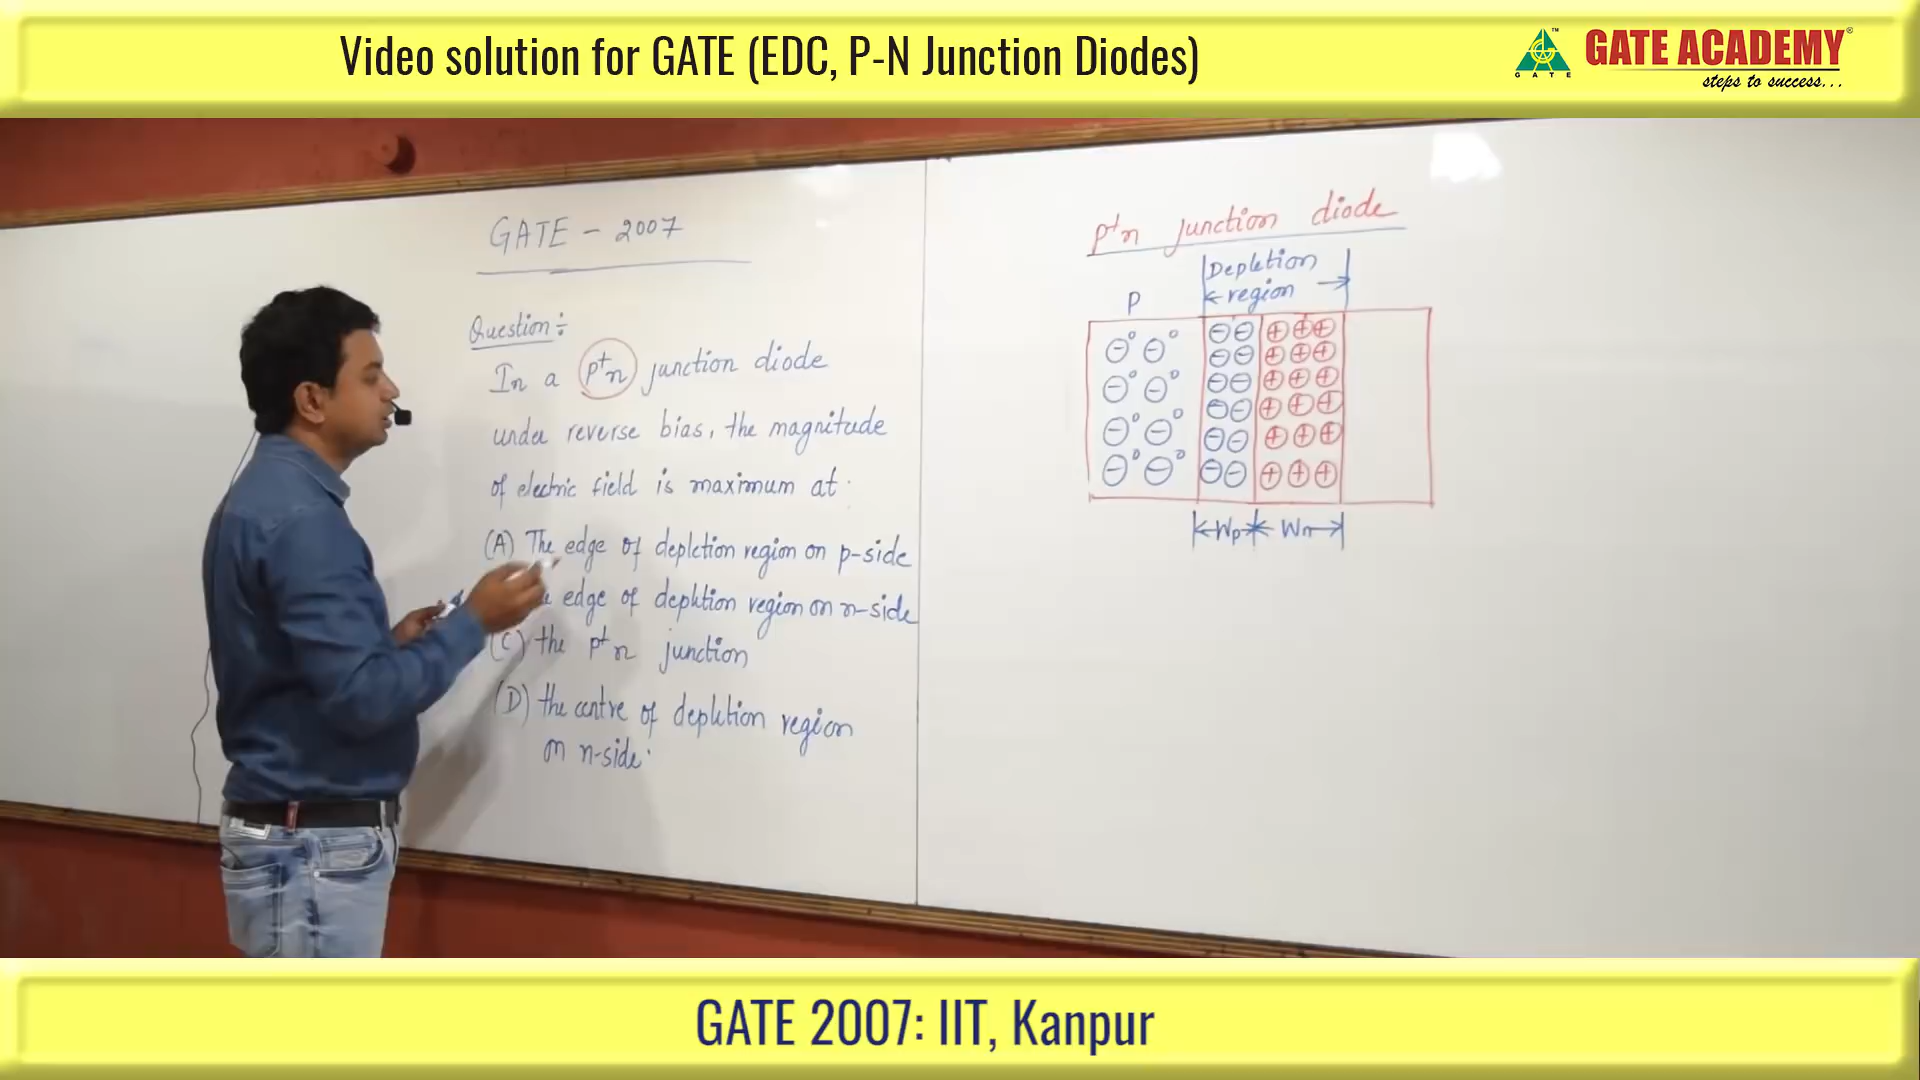 Video solution for GATE (EDC, P-N Junction Diodes)
GATE
GATE ACADEMY
steps to success...
GATE - 2007
Question:
In a p+n junction diode
under reverse bias, the magnitude
of electric field is maximum at.
(A) The edge of depletion region on p-side
edge of depletion region on n-side
(C) the p+n junction
(D) the centre of depletion region
on n-side.
p+n junction diode
Depletion
region
P
Wp Wn
GATE 2007: IIT, Kanpur